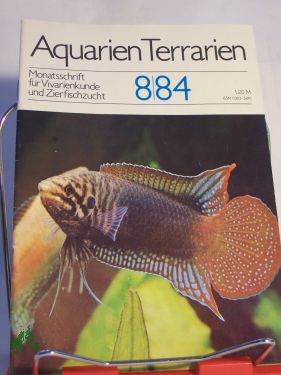 Aquarien Terrarien
Monatsschrift
für Vivarienkunde
und Zierfischzucht
8|84
1,20 M